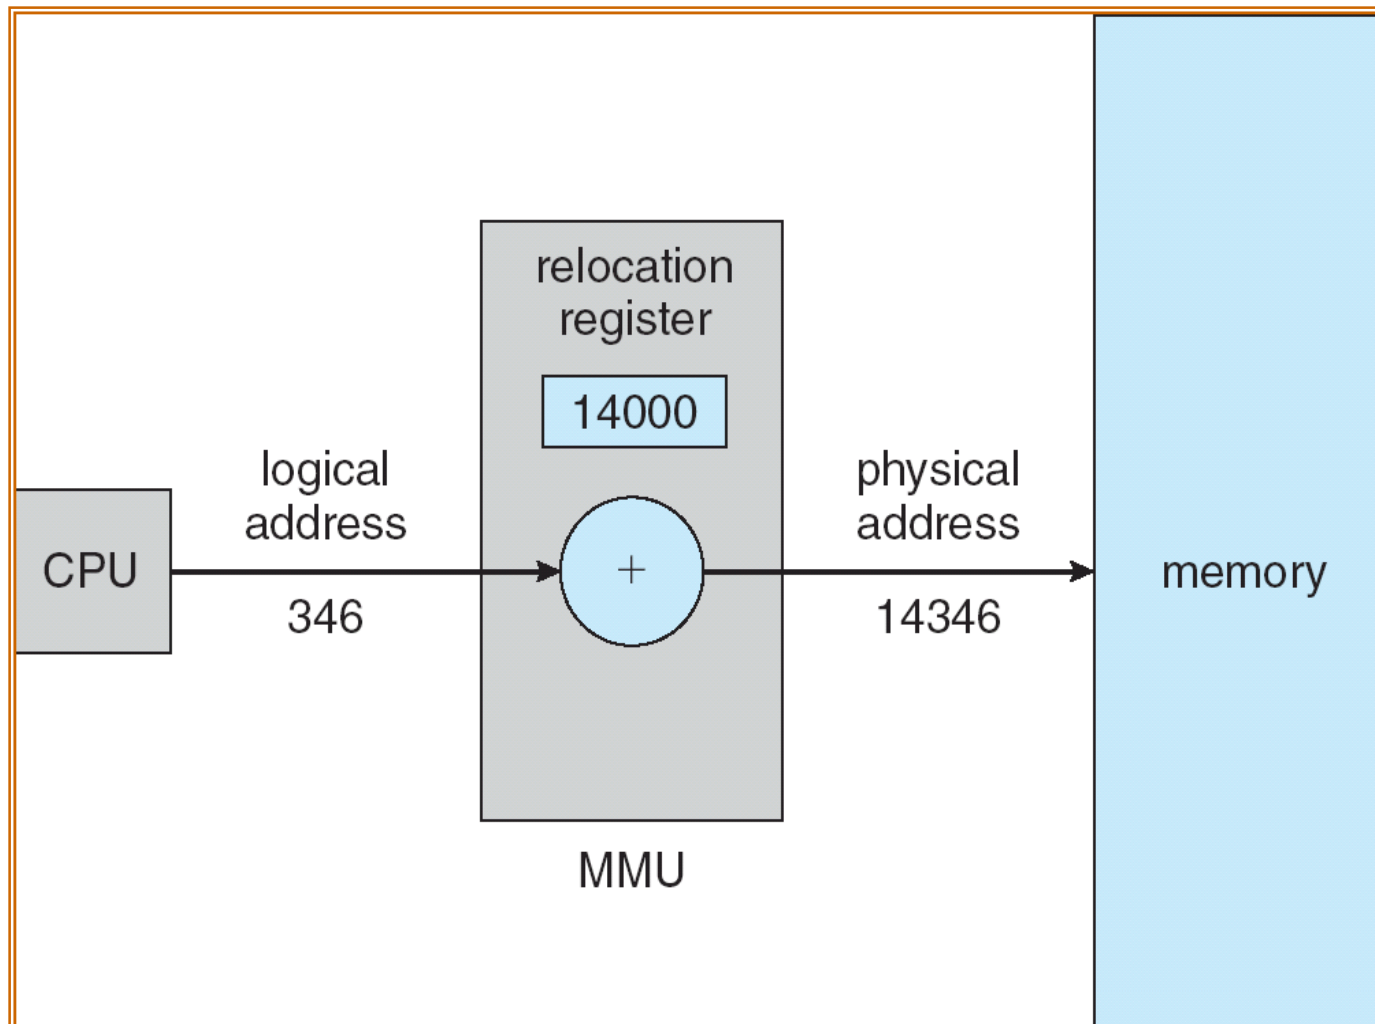 relocation
register
14000
logical
address
physical
address
CPU
+
memory
346
14346
MMU